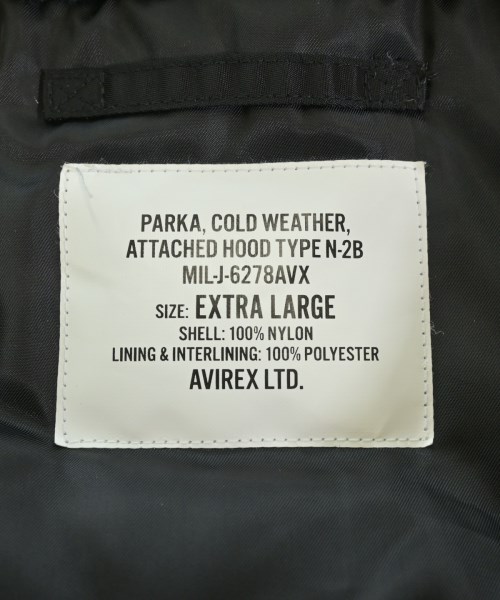 PARKA, COLD WEATHER,
ATTACHED HOOD TYPE N-2B
MIL-J-6278AVX
SIZE: EXTRA LARGE
SHELL: 100% NYLON
LINING & INTERLINING: 100% POLYESTER
AVIREX LTD.